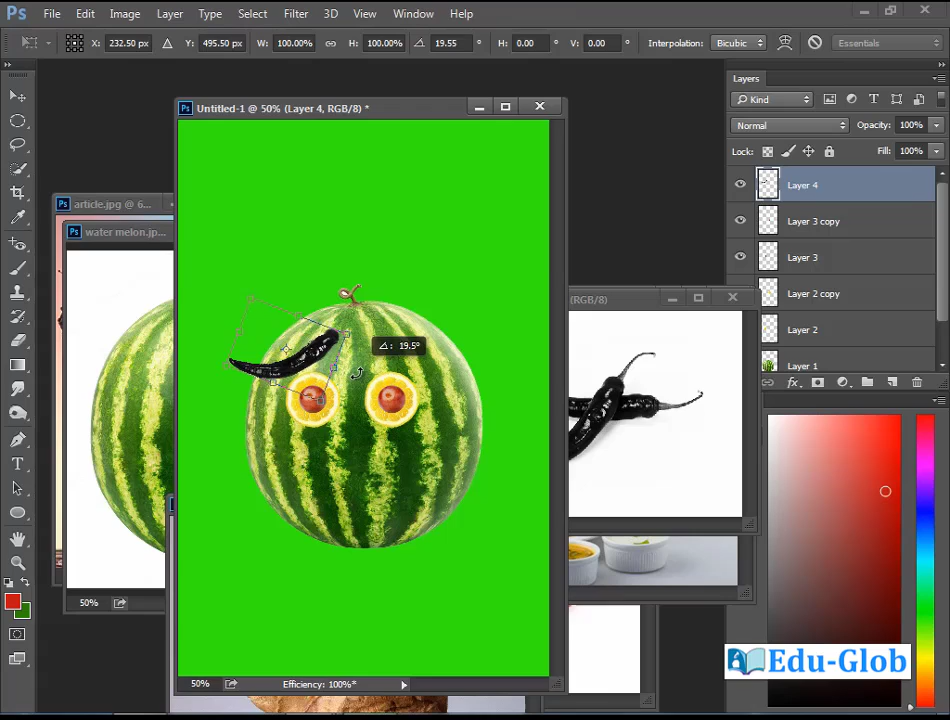 Ps File Edit Image Layer Type Select Filter 3D View Window Help
X: 232.50 px Y: 495.50 px W: 100.00% H: 100.00% 19.55 ° H: 0.00 ° V: 0.00 ° Interpolation: Bicubic Essentials
Layers
Kind
Normal Opacity: 100%
Lock: Fill: 100%
Layer 4
Layer 3 copy
Layer 3
Layer 2 copy
Layer 2
Layer 1
fx
Ps Untitled-1 @ 50% (Layer 4, RGB/8) *
Ps article.jpg @ 6...
Ps water melon.jp...
(RGB/8)
19.5°
50%
50% Efficiency: 100%*
Edu-Glob